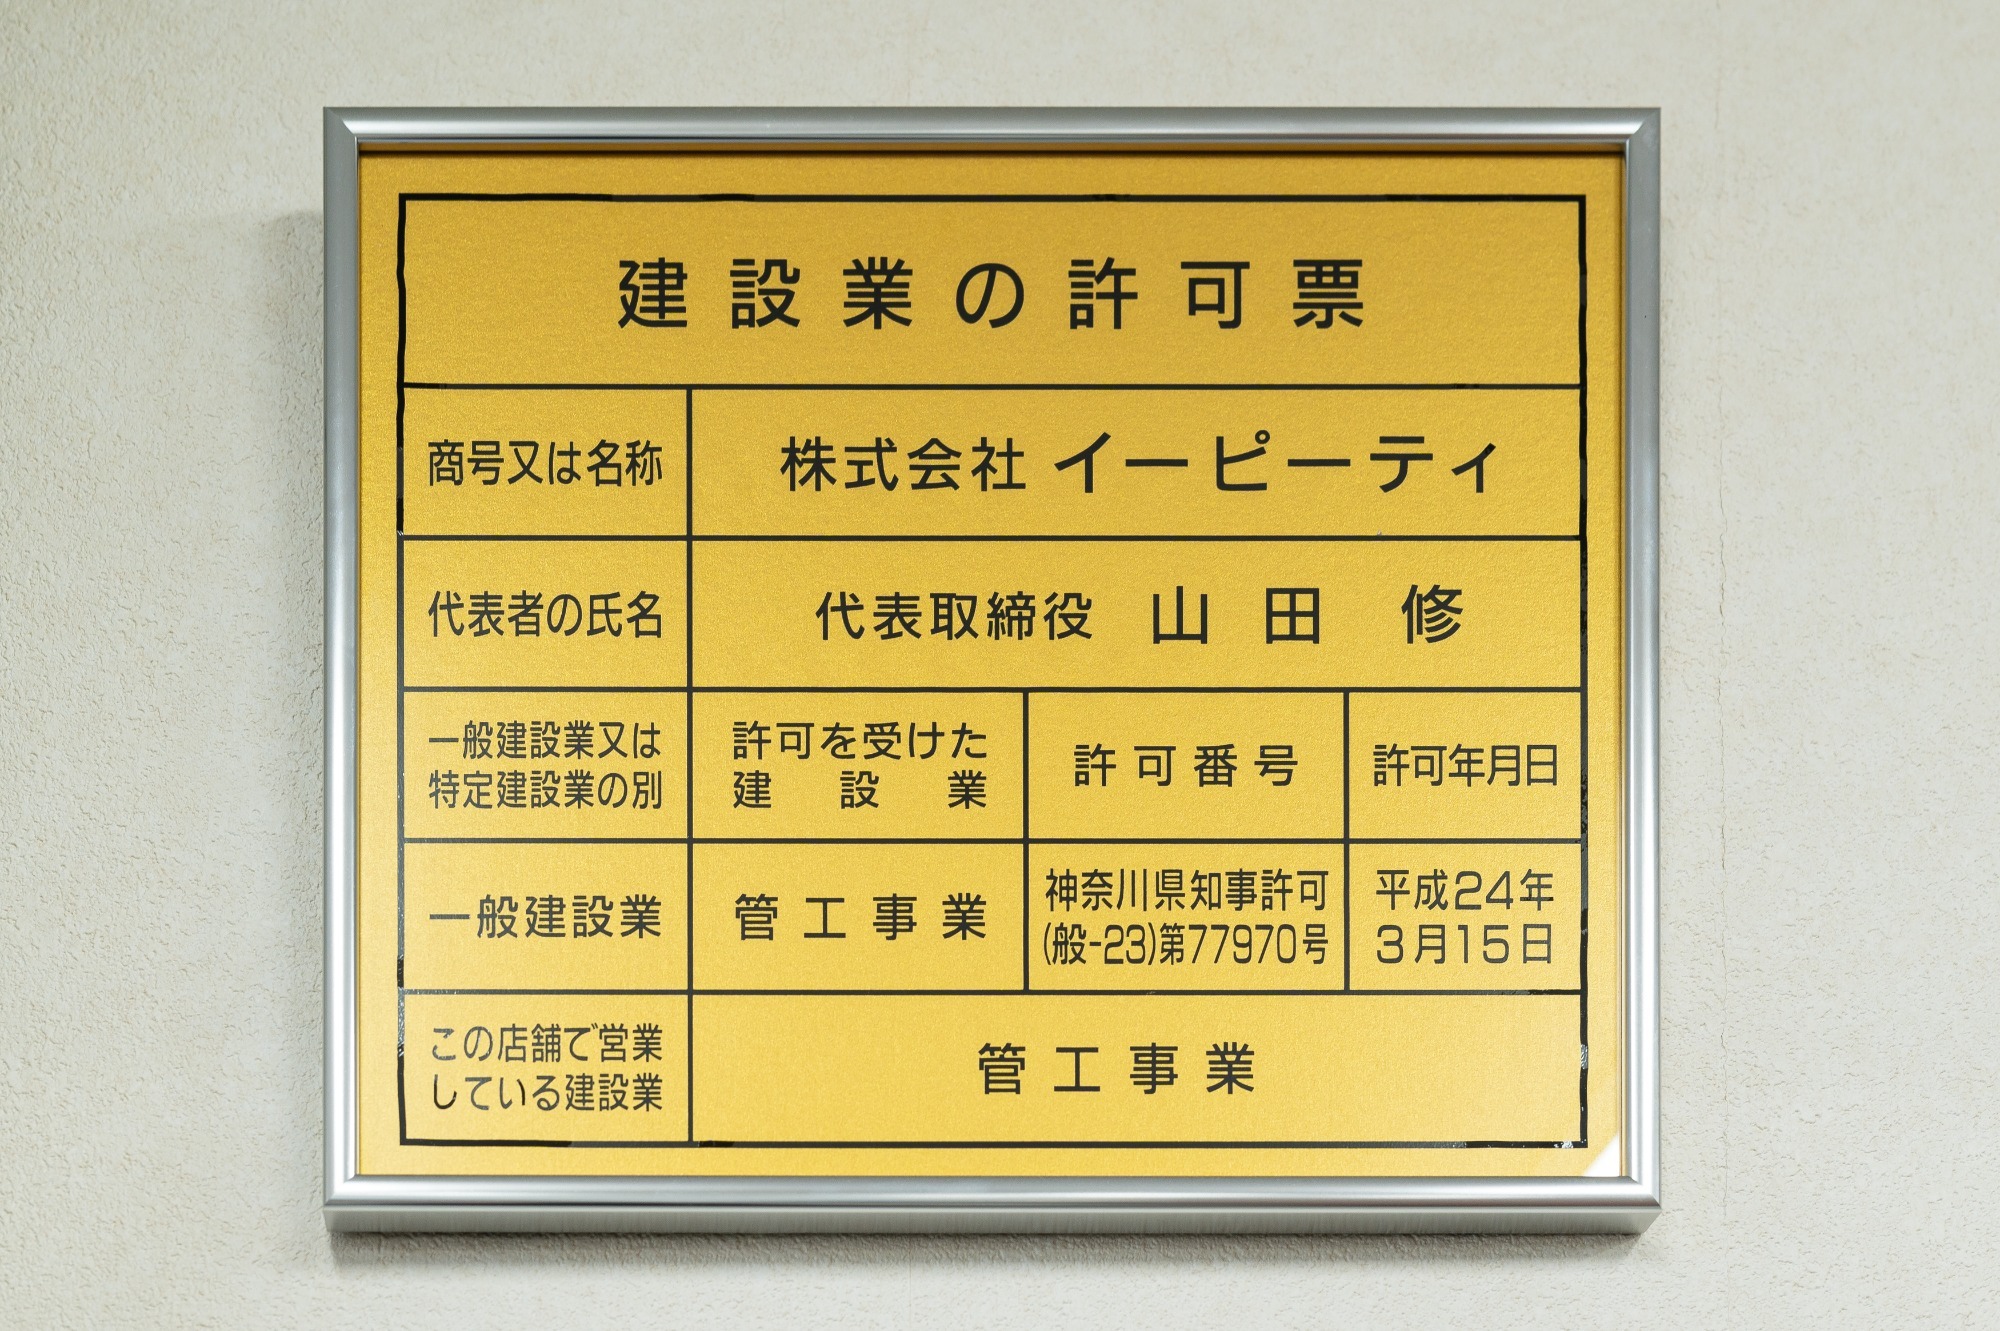 建設業の許可票
商号又は名称
株式会社 イーピーティ
代表者の氏名
代表取締役 山田 修
一般建設業又は
特定建設業の別
許可を受けた
建設業
許可番号
許可年月日
一般建設業
管工事業
神奈川県知事許可
(般-23)第77970号
平成24年
3月15日
この店舗で営業
している建設業
管工事業